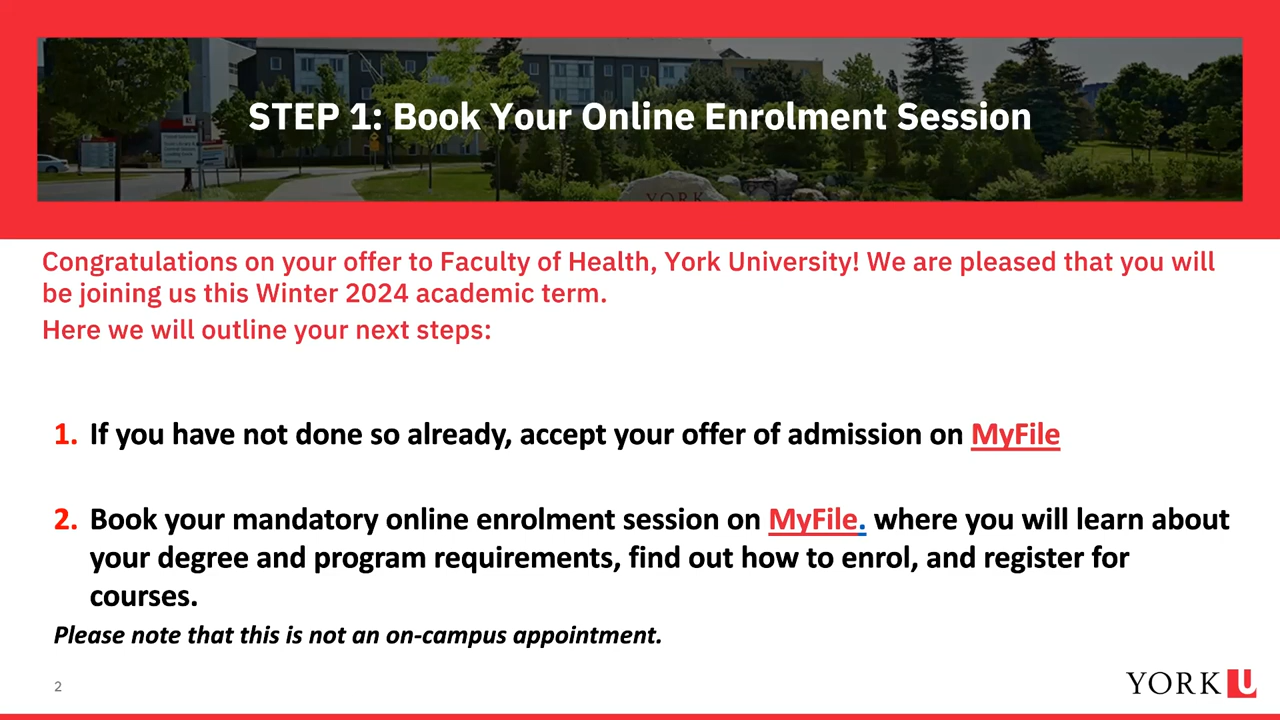 STEP 1: Book Your Online Enrolment Session
YORK
Congratulations on your offer to Faculty of Health, York University! We are pleased that you will
be joining us this Winter 2024 academic term.
Here we will outline your next steps:
1. If you have not done so already, accept your offer of admission on MyFile
2. Book your mandatory online enrolment session on MyFile. where you will learn about
your degree and program requirements, find out how to enrol, and register for
courses.
Please note that this is not an on-campus appointment.
2
YORK U